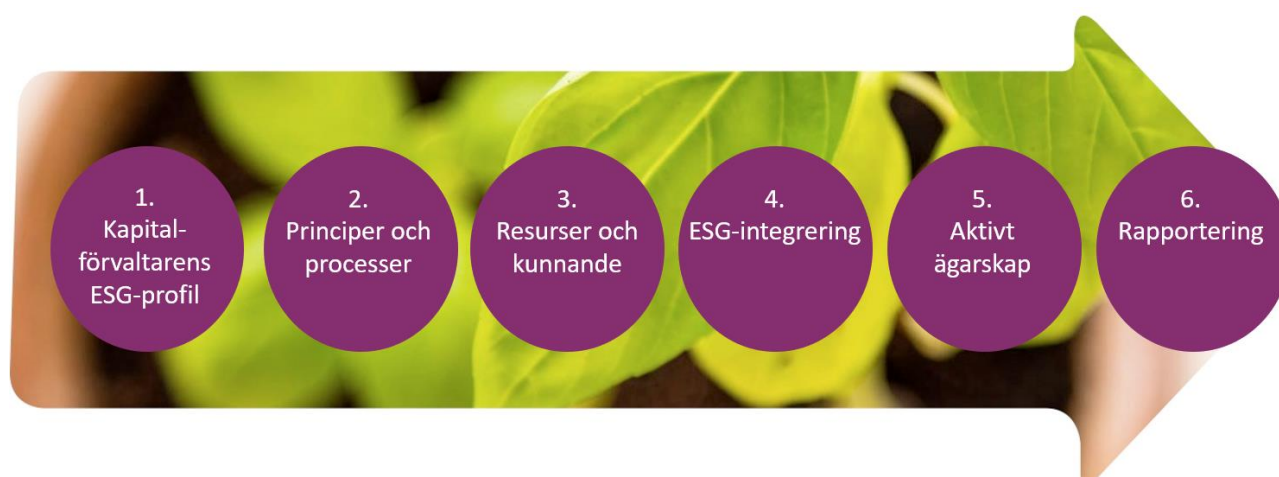 1.
Kapital-
förvaltarens
ESG-profil
2.
Principer och
processer
3.
Resurser och
kunnande
4.
ESG-integrering
5.
Aktivt
ägarskap
6.
Rapportering